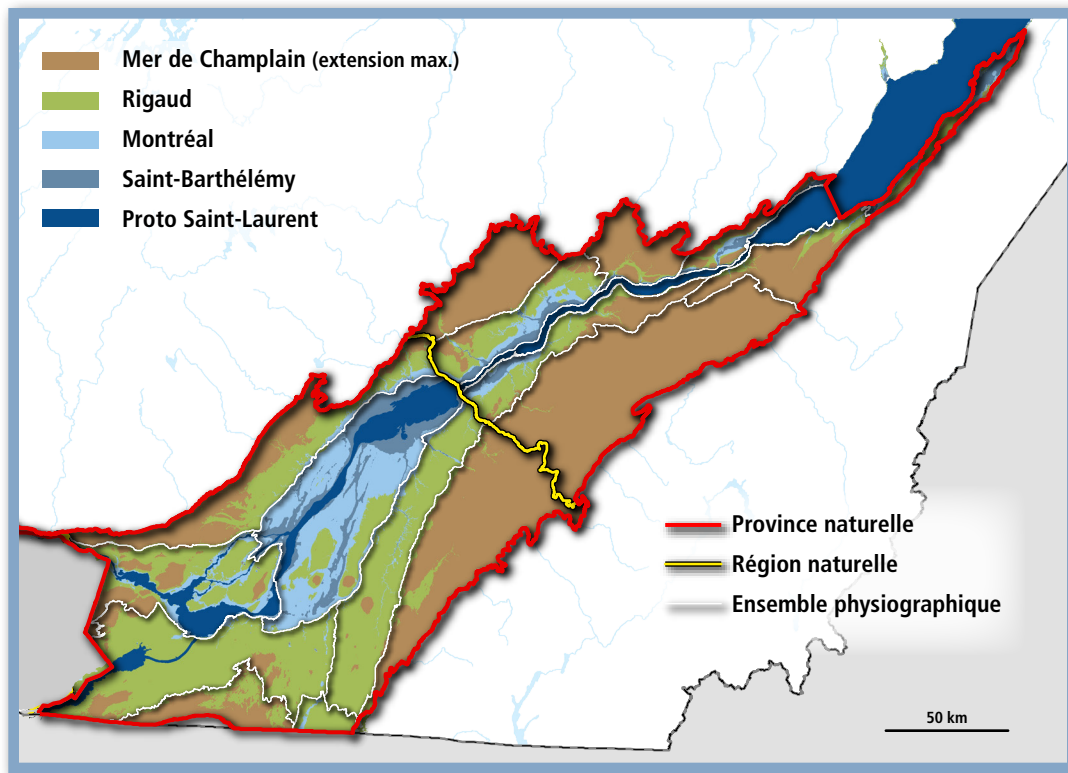 Mer de Champlain (extension max.)
Rigaud
Montréal
Saint-Barthélémy
Proto Saint-Laurent
Province naturelle
Région naturelle
Ensemble physiographique
50 km